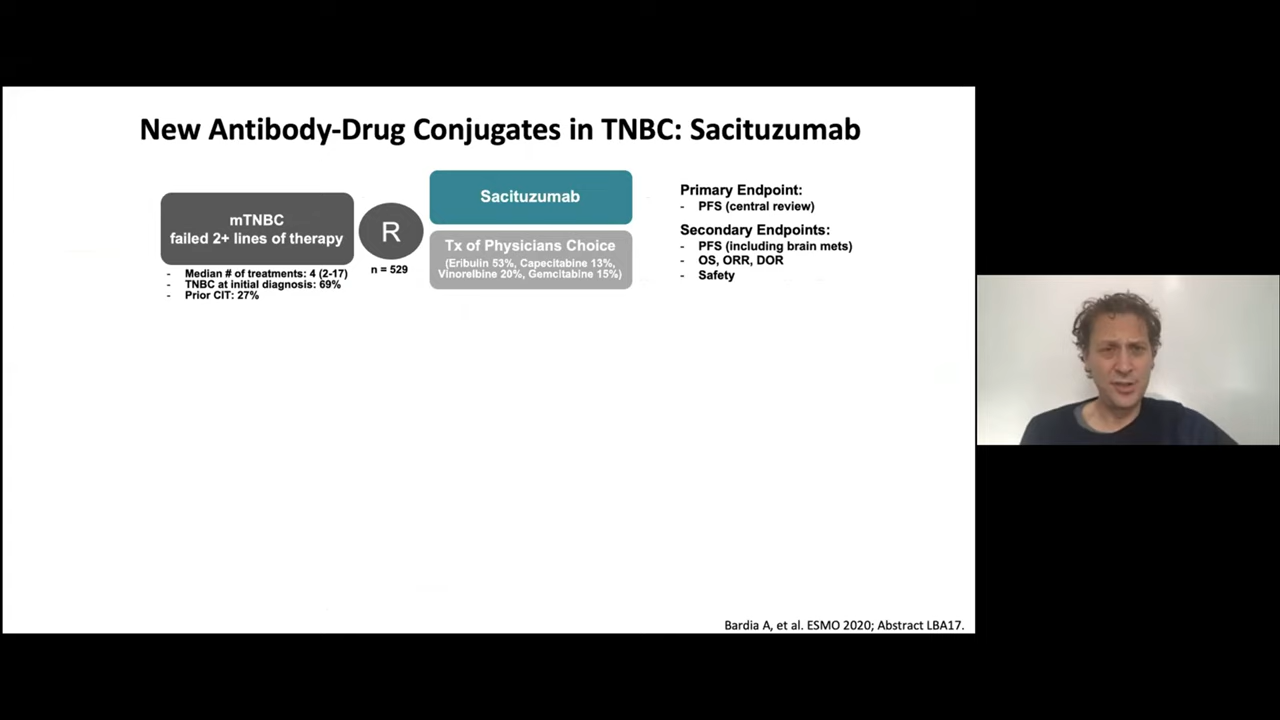 New Antibody-Drug Conjugates in TNBC: Sacituzumab
mTNBC
failed 2+ lines of therapy
- Median # of treatments: 4 (2-17)
- TNBC at initial diagnosis: 69%
- Prior CIT: 27%
R
n = 529
Sacituzumab
Tx of Physicians Choice
(Eribulin 53%, Capecitabine 13%,
Vinorelbine 20%, Gemcitabine 15%)
Primary Endpoint:
- PFS (central review)
Secondary Endpoints:
- PFS (including brain mets)
- OS, ORR, DOR
- Safety
Bardia A, et al. ESMO 2020; Abstract LBA17.